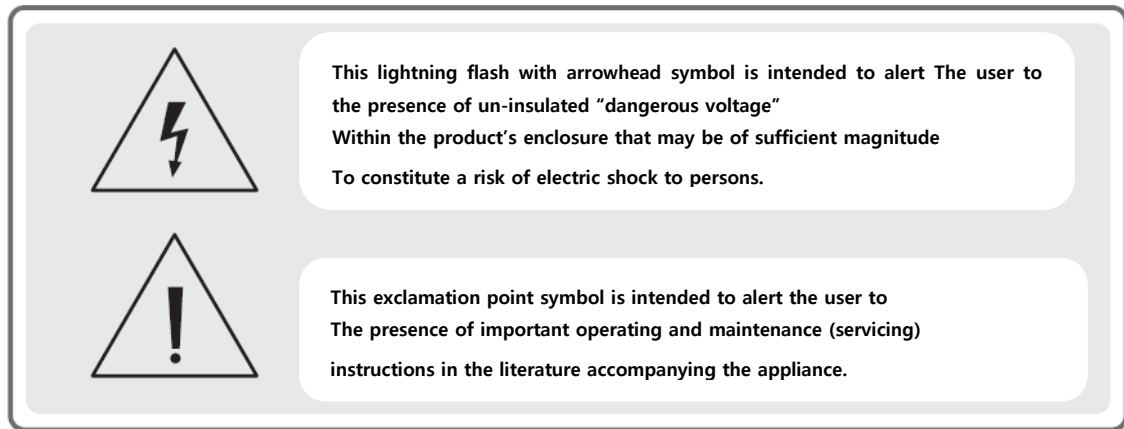 This lightning flash with arrowhead symbol is intended to alert The user to
the presence of un-insulated “dangerous voltage”
Within the product’s enclosure that may be of sufficient magnitude
To constitute a risk of electric shock to persons.
This exclamation point symbol is intended to alert the user to
The presence of important operating and maintenance (servicing)
instructions in the literature accompanying the appliance.